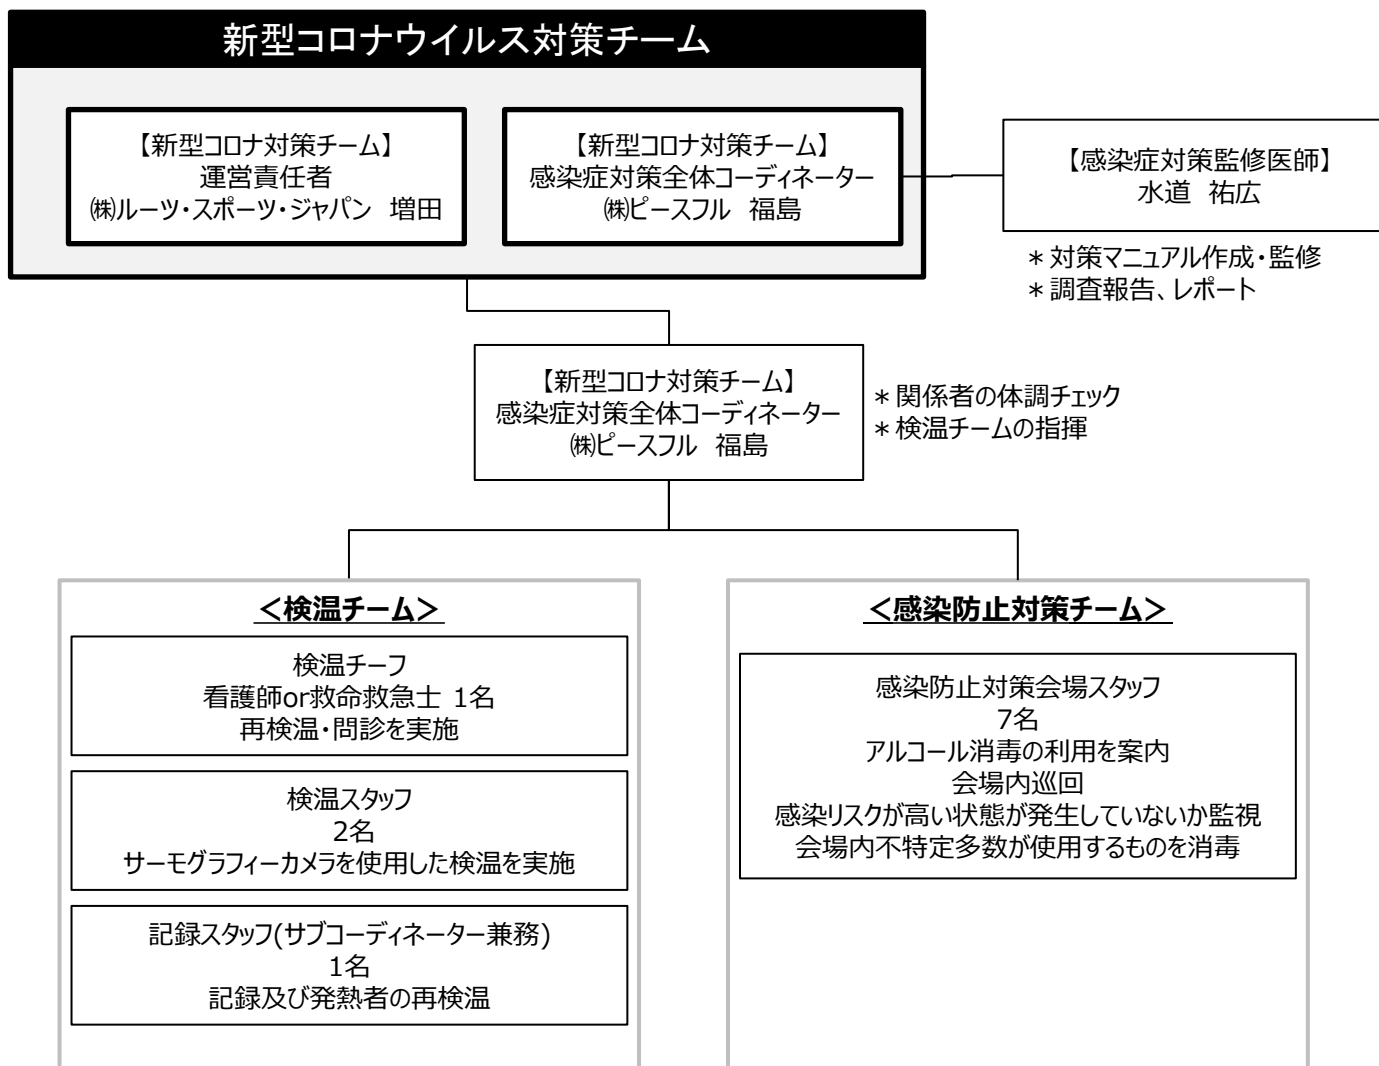 新型コロナウイルス対策チーム
【新型コロナ対策チーム】
運営責任者
㈱ルーツ・スポーツ・ジャパン 増田
【新型コロナ対策チーム】
感染症対策全体コーディネーター
㈱ピースフル 福島
【感染症対策監修医師】
水道 祐広
＊対策マニュアル作成・監修
＊調査報告、レポート
【新型コロナ対策チーム】
感染症対策全体コーディネーター
㈱ピースフル 福島
＊関係者の体調チェック
＊検温チームの指揮
＜検温チーム＞
検温チーフ
看護師or救命救急士 1名
再検温・問診を実施
検温スタッフ
2名
サーモグラフィーカメラを使用した検温を実施
記録スタッフ(サブコーディネーター兼務)
1名
記録及び発熱者の再検温
＜感染防止対策チーム＞
感染防止対策会場スタッフ
7名
アルコール消毒の利用を案内
会場内巡回
感染リスクが高い状態が発生していないか監視
会場内不特定多数が使用するものを消毒